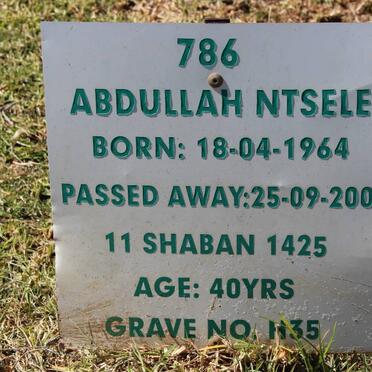 786
ABDULLAH NTSELE
BORN: 18-04-1964
PASSED AWAY:25-09-200
11 SHABAN 1425
AGE: 40YRS
GRAVE NO. H35